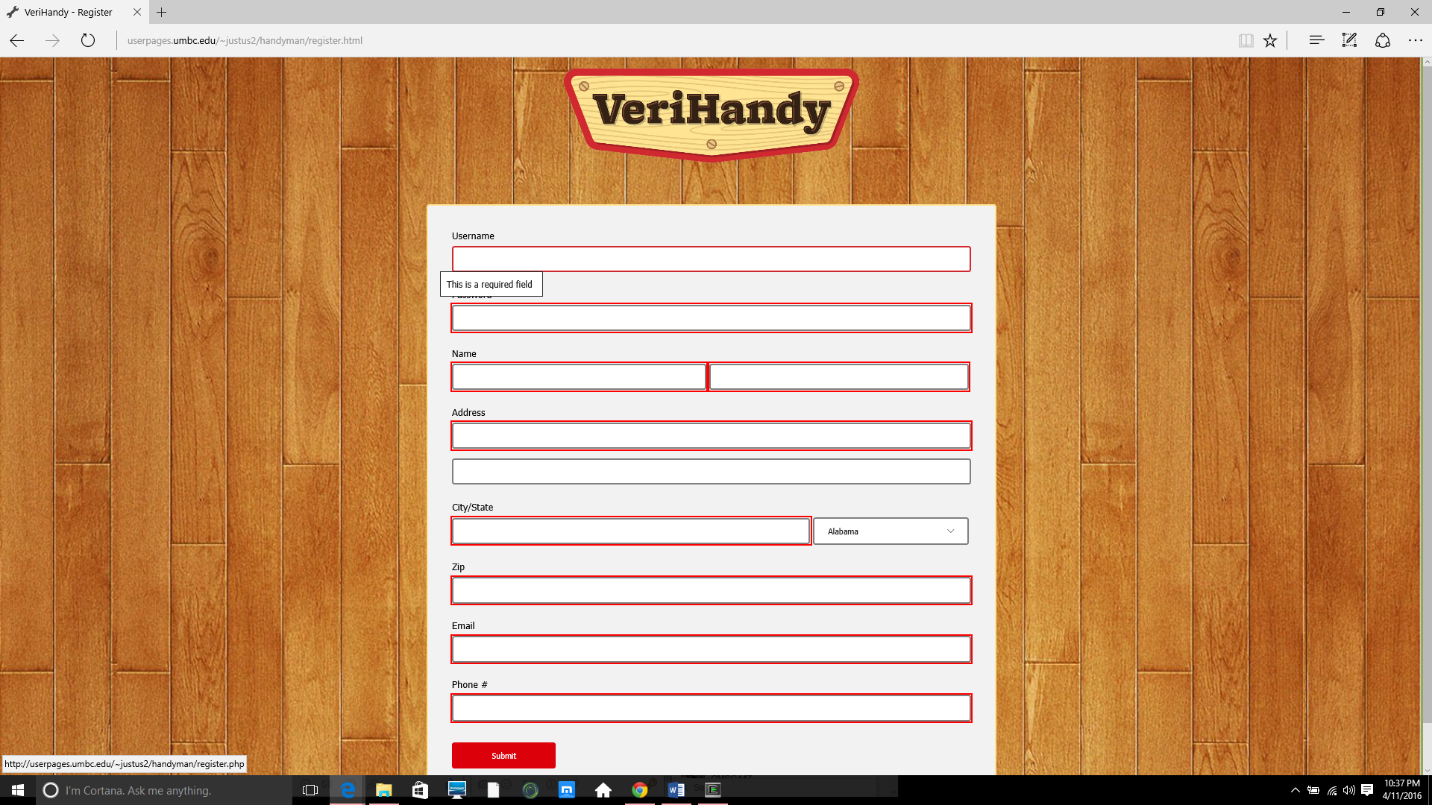 VeriHandy - Register
userpages.umbc.edu/~justus2/handyman/register.html
VeriHandy
Username
This is a required field
Password
Name
Address
City/State
Alabama
Zip
Email
Phone #
Submit
http://userpages.umbc.edu/~justus2/handyman/register.php
I'm Cortana. Ask me anything.
10:37 PM
4/11/2016